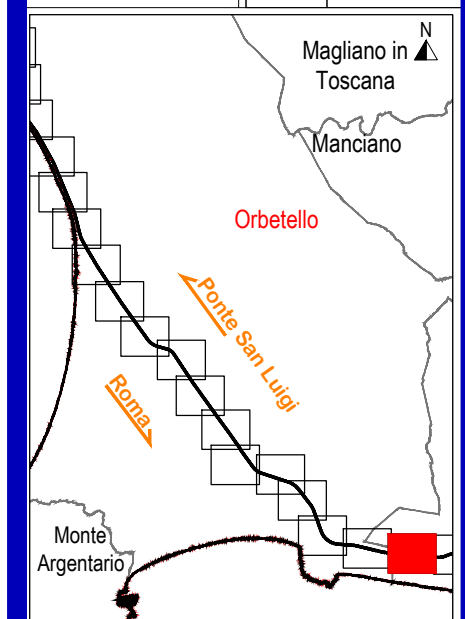 N
Magliano in
Toscana
Manciano
Orbetello
Ponte San Luigi
Roma
Monte
Argentario